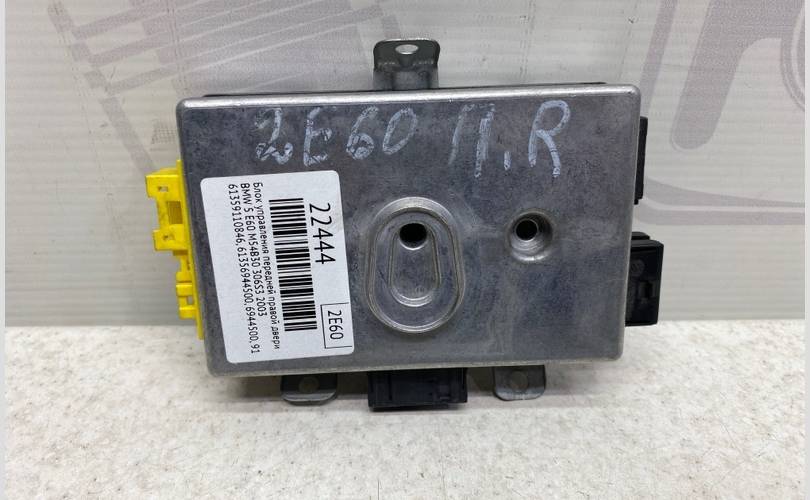 2E60 П.R
22444
2E60
Блок управления передней правой двери
BMW 5 E60 M54B30 306S3 2003
61359110846, 61356944500, 6944500, 91